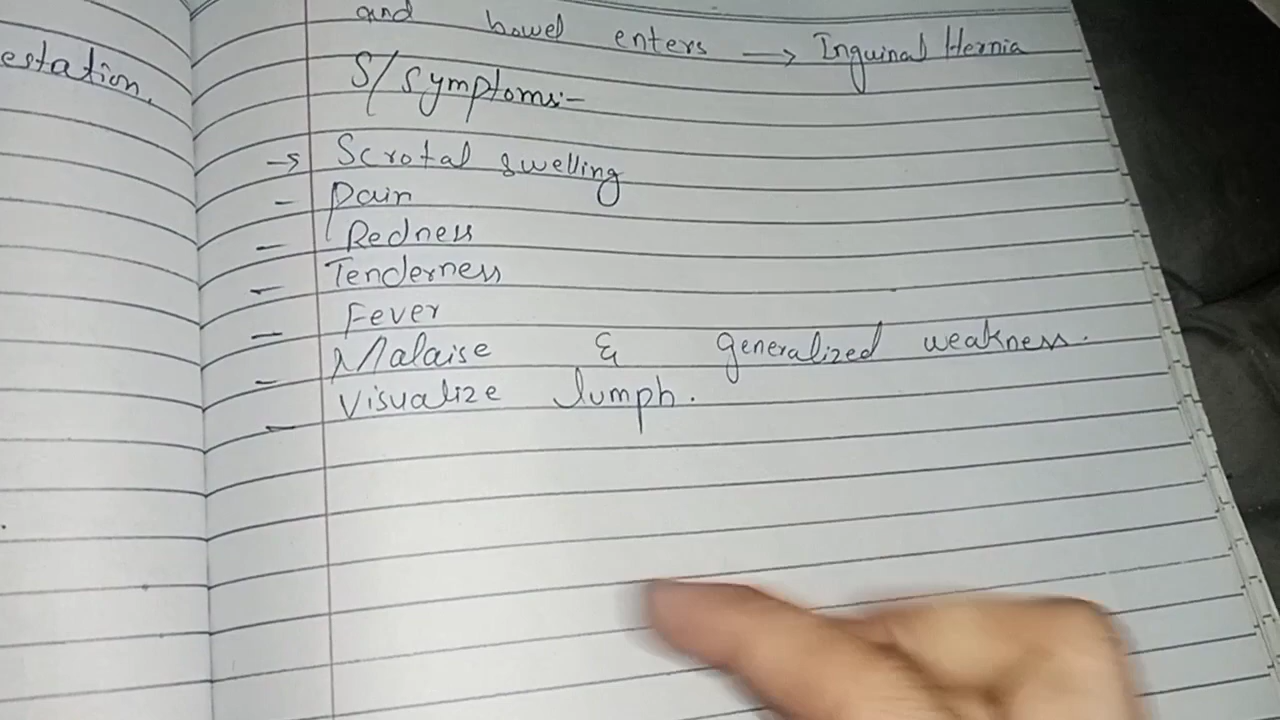 estation.
and bowel enters → Inguinal Hernia
S/Symptoms:-
→ Scrotal swelling
- Pain
- Redness
- Tenderness
- Fever
- Malaise & generalized weakness.
- Visualize lumph.